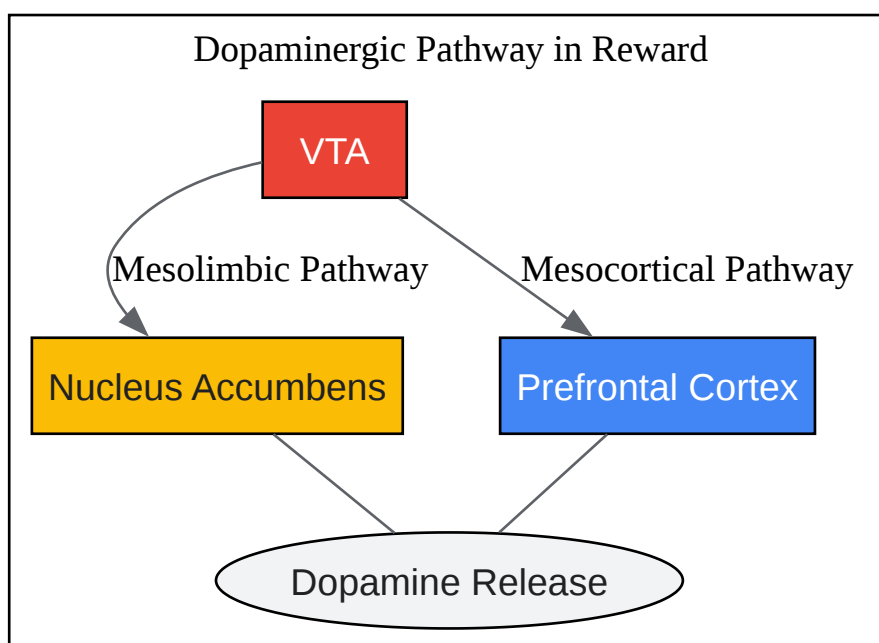 Dopaminergic Pathway in Reward
VTA
Mesolimbic Pathway
Mesocortical Pathway
Nucleus Accumbens
Prefrontal Cortex
Dopamine Release